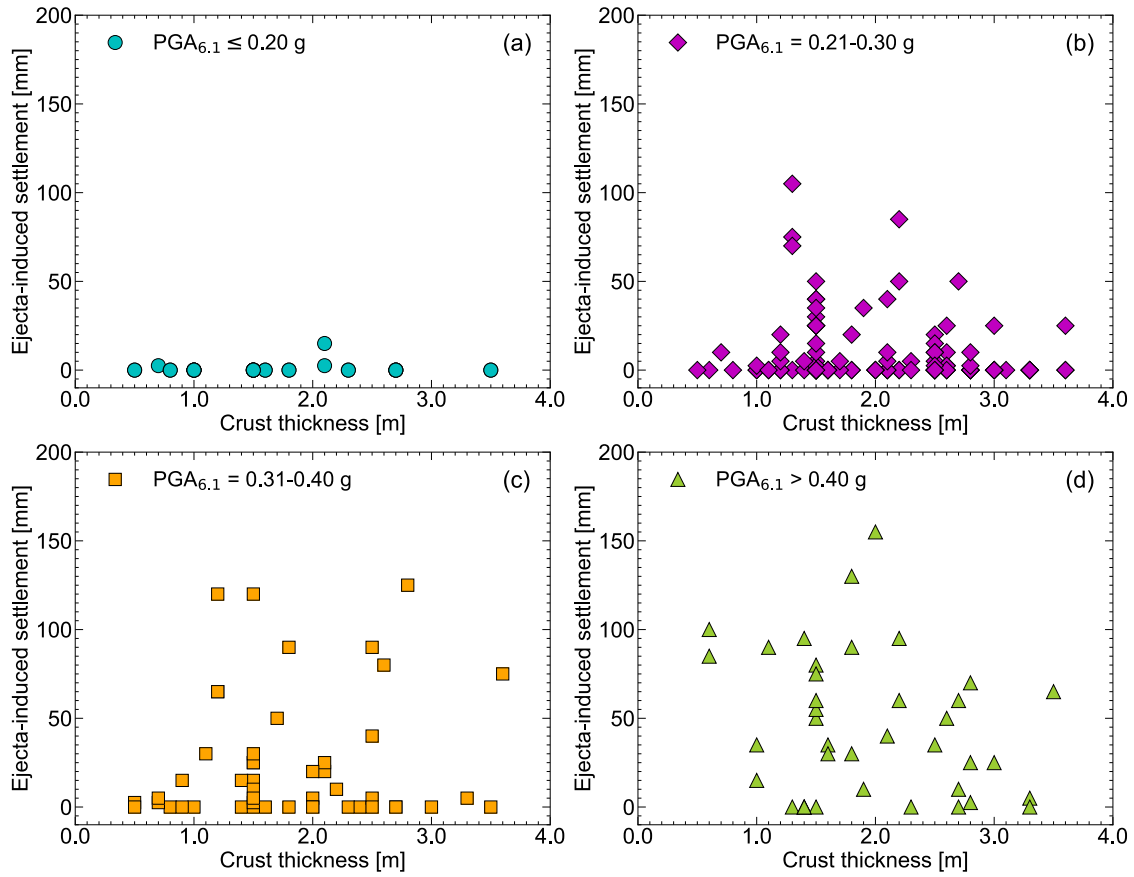 200
PGA6.1 ≤ 0.20 g
(a)
150
100
50
0
Ejecta-induced settlement [mm]
0.0 1.0 2.0 3.0 4.0
Crust thickness [m]
200
PGA6.1 = 0.21-0.30 g
(b)
150
100
50
0
Ejecta-induced settlement [mm]
0.0 1.0 2.0 3.0 4.0
Crust thickness [m]
200
PGA6.1 = 0.31-0.40 g
(c)
150
100
50
0
Ejecta-induced settlement [mm]
0.0 1.0 2.0 3.0 4.0
Crust thickness [m]
200
PGA6.1 > 0.40 g
(d)
150
100
50
0
Ejecta-induced settlement [mm]
0.0 1.0 2.0 3.0 4.0
Crust thickness [m]